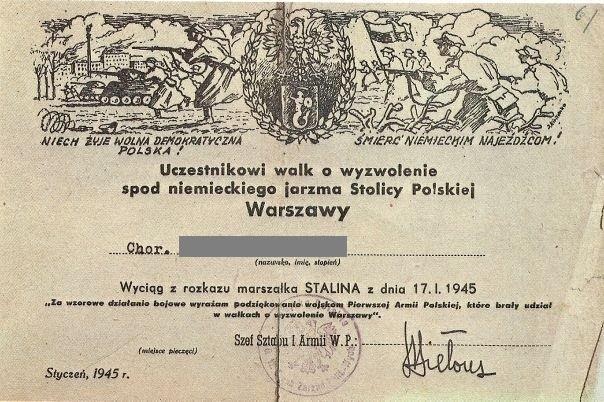 6/
NIECH ŻYJE WOLNA DEMOKRATYCZNA
POLSKA!
ŚMIERĆ NIEMIECKIM NAJEŹDŹCOM!
Uczestnikowi walk o wyzwolenie
spod niemieckiego jarzma Stolicy Polskiej
Warszawy
Chor.
(nazwisko, imię, stopień)
Wyciąg z rozkazu marszałka STALINA z dnia 17. I. 1945
„Za wzorowe działanie bojowe wyrażam podziękowanie wojskom Pierwszej Armii Polskiej, które brały udział
w walkach o wyzwolenie Warszawy”.
Szef Sztabu I Armii W. P.:
(miejsce pieczęci)
Styczeń, 1945 r.